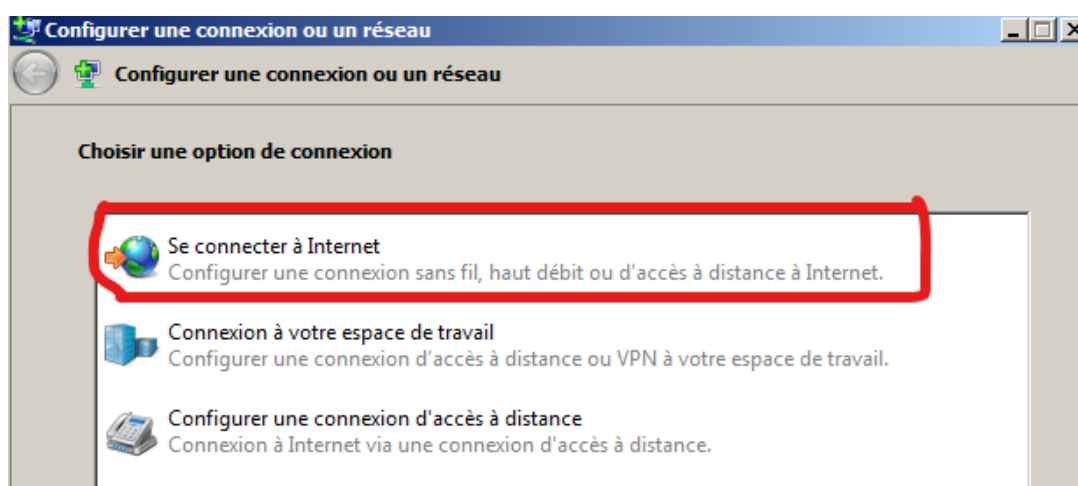 Configurer une connexion ou un réseau
Configurer une connexion ou un réseau
Choisir une option de connexion
Se connecter à Internet
Configurer une connexion sans fil, haut débit ou d'accès à distance à Internet.
Connexion à votre espace de travail
Configurer une connexion d'accès à distance ou VPN à votre espace de travail.
Configurer une connexion d'accès à distance
Connexion à Internet via une connexion d'accès à distance.